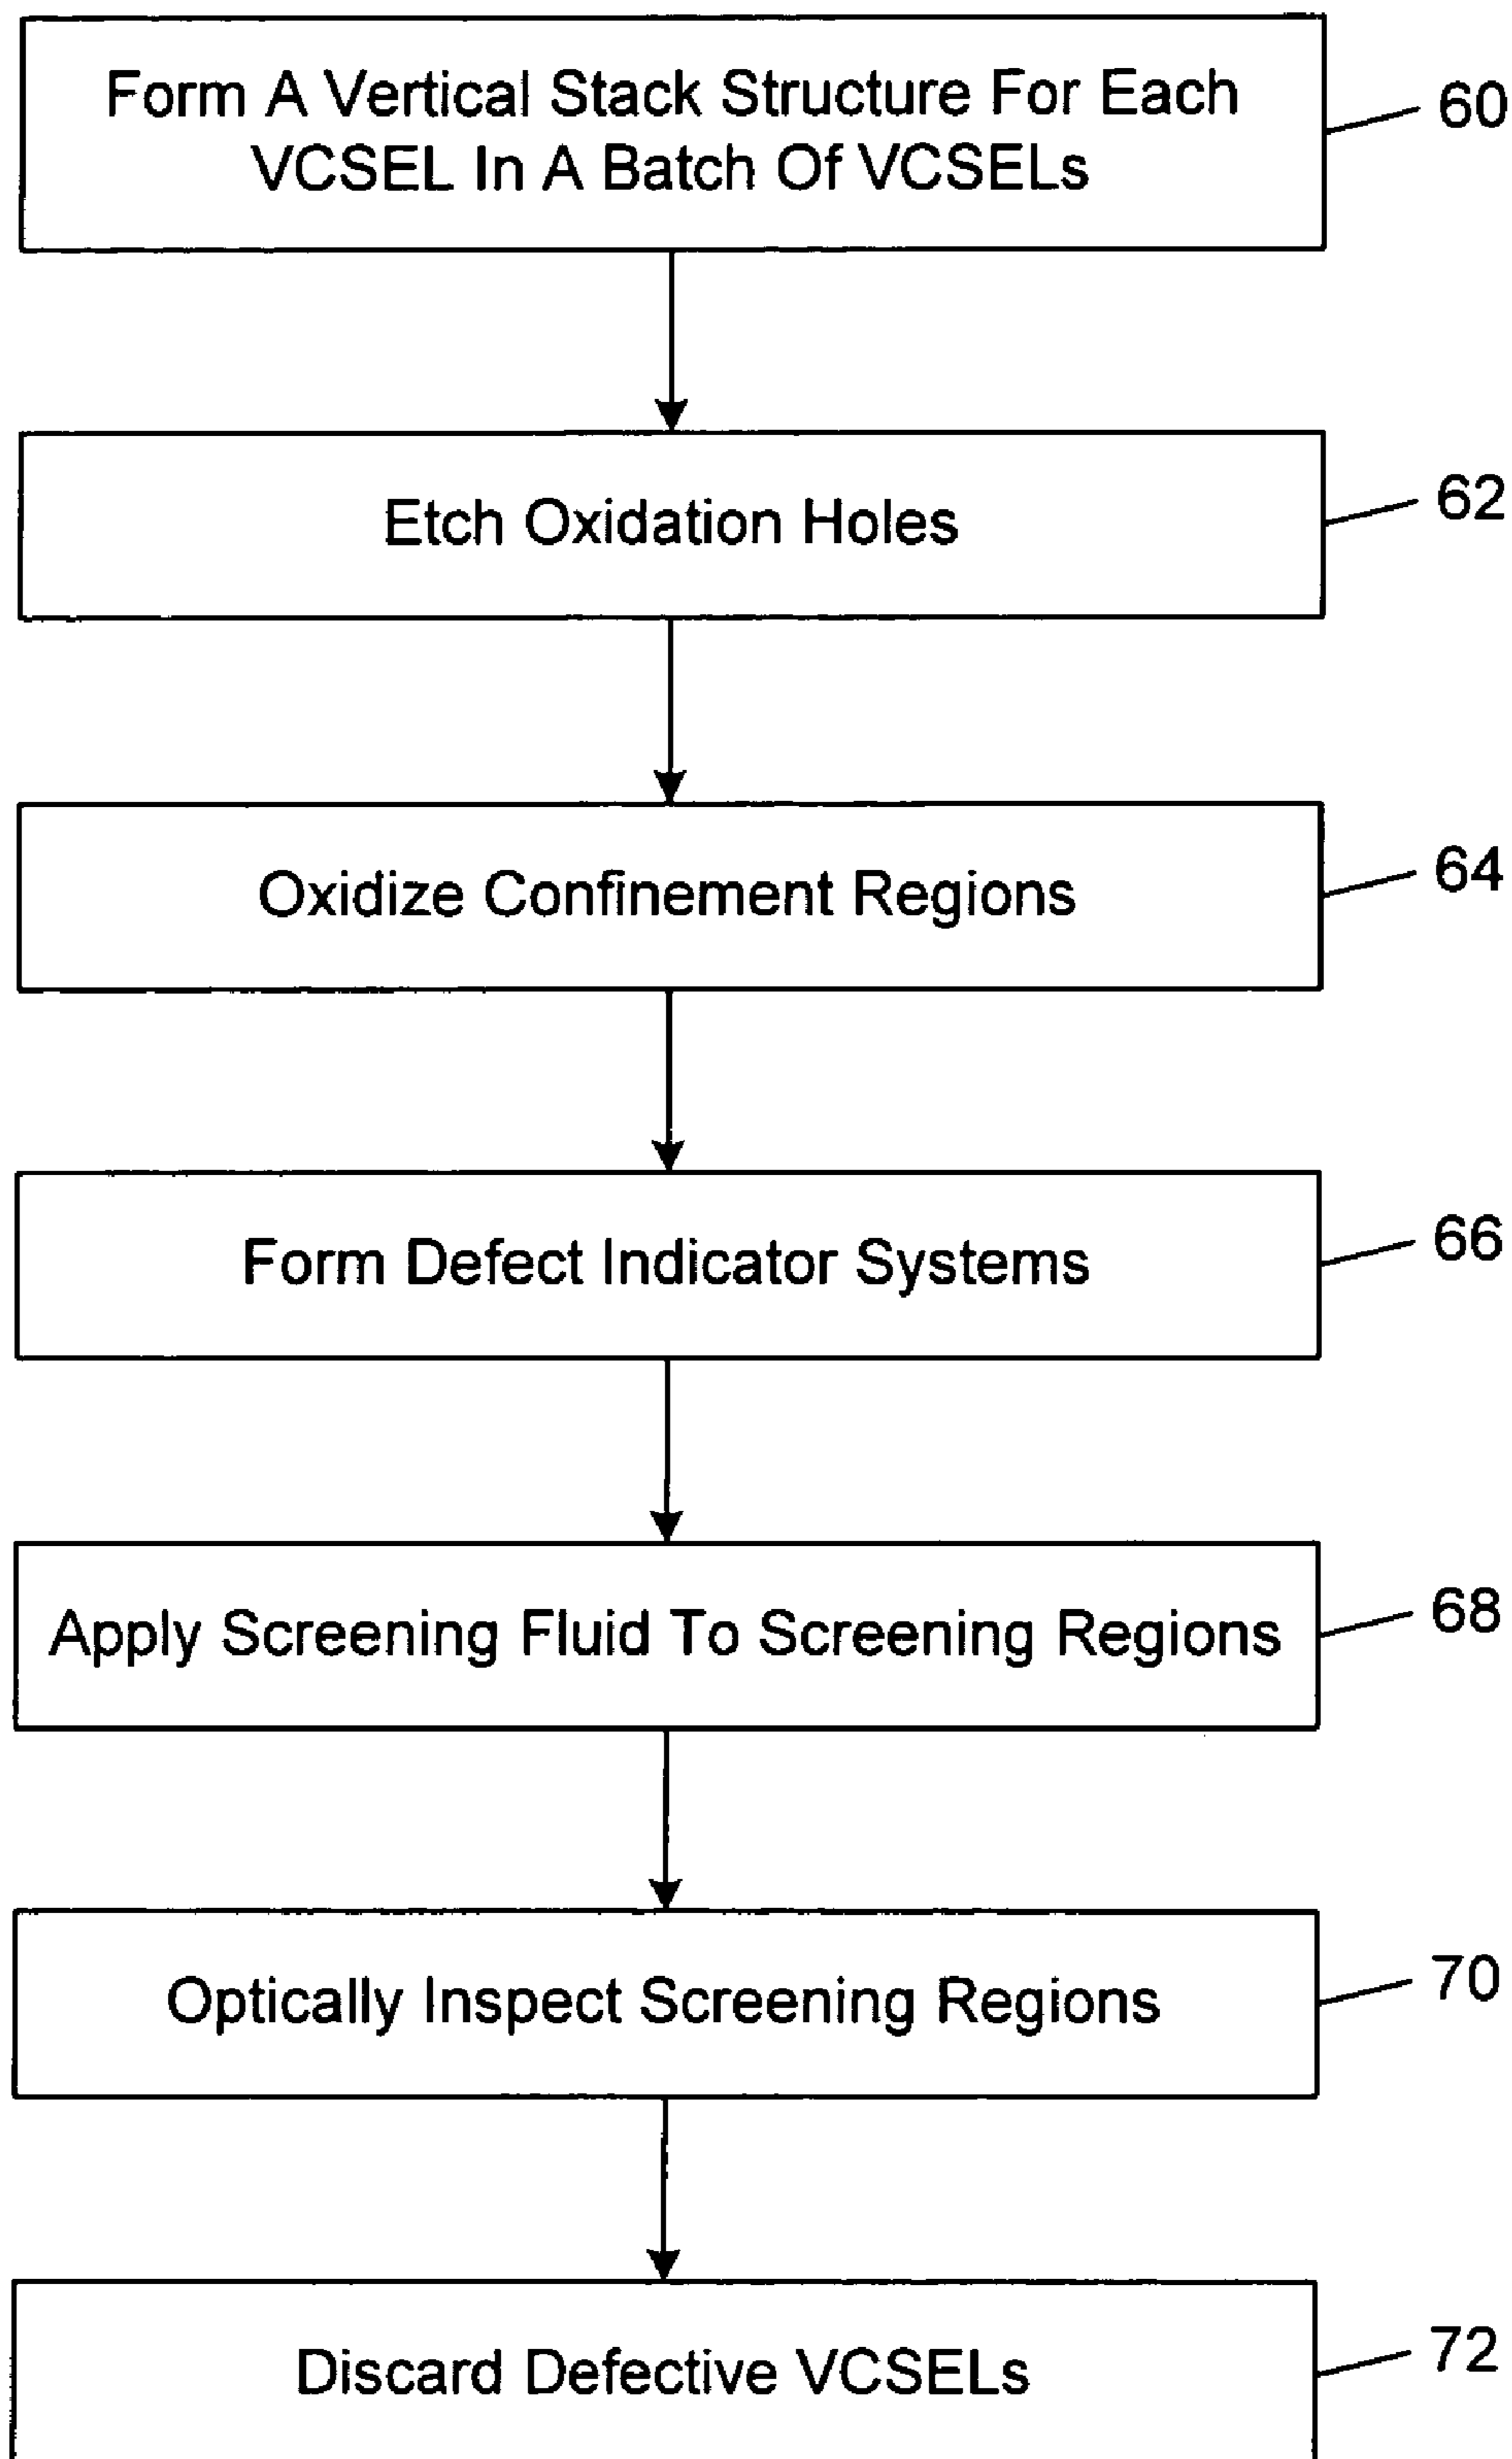 Form A Vertical Stack Structure For Each
VCSEL In A Batch Of VCSELs
60
Etch Oxidation Holes
62
Oxidize Confinement Regions
64
Form Defect Indicator Systems
66
Apply Screening Fluid To Screening Regions
68
Optically Inspect Screening Regions
70
Discard Defective VCSELs
72